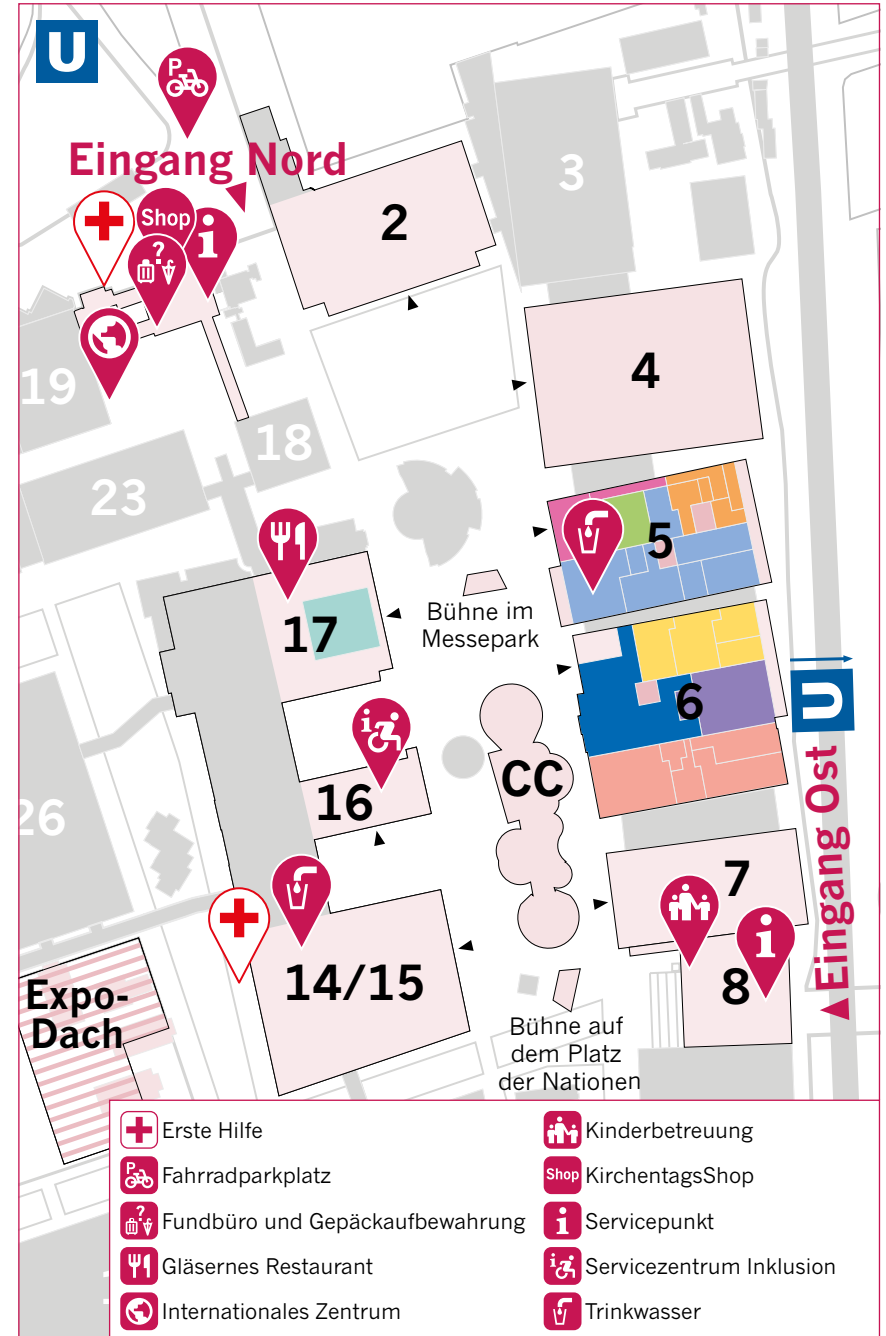 U
P
Eingang Nord
3
2
Shop
i
?
19
4
18
23
5
17
Bühne im
Messepark
6
U
i
CC
16
26
Eingang Ost
7
i
14/15
8
Expo-
Dach
Bühne auf
dem Platz
der Nationen
Erste Hilfe
Kinderbetreuung
P
Fahrradparkplatz
Shop
KirchentagsShop
?
Fundbüro und Gepäckaufbewahrung
i
Servicepunkt
Gläsernes Restaurant
i
Servicezentrum Inklusion
Internationales Zentrum
Trinkwasser